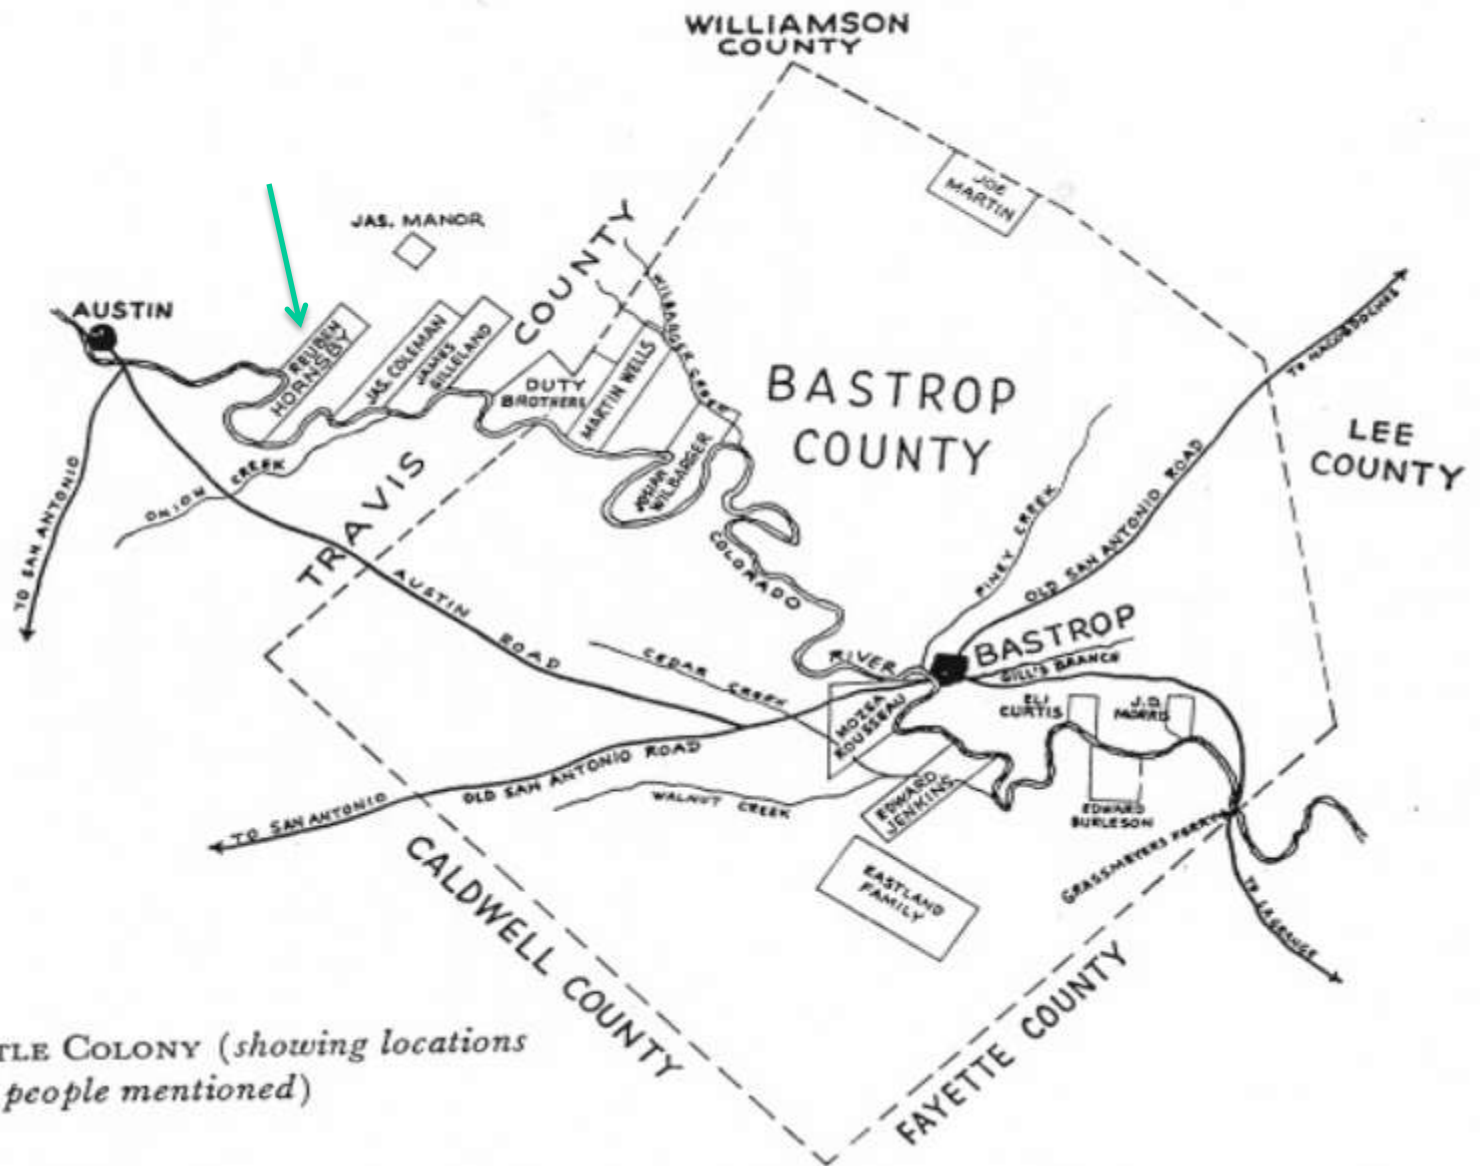 WILLIAMSON
COUNTY
JOE
MARTIN
JAS. MANOR
COUNTY
WILBARGER CREEK
AUSTIN
REUBEN
HORNSBY
JAS. COLEMAN
JAMES
GILLELAND
DUTY
BROTHERS
MARTIN WELLS
JOSIAH
WILBARGER
BASTROP
COUNTY
TO NACOGDOCHES
LEE
COUNTY
ONION CREEK
TRAVIS
TO SAN ANTONIO
COLORADO
RIVER
PINEY CREEK
OLD SAN ANTONIO ROAD
AUSTIN
ROAD
CEDAR CREEK
BASTROP
GILL'S BRANCH
MOZEA
ROUSSEAU
ELI
CURTIS
J.D.
MORRIS
OLD SAN ANTONIO ROAD
TO SAN ANTONIO
WALNUT CREEK
EDWARD
JENKINS
EDWARD
BURLESON
GRASSMEYERS FERRY
EASTLAND
FAMILY
TO LAGRANGE
CALDWELL COUNTY
FAYETTE COUNTY
TLE COLONY (showing locations
people mentioned)